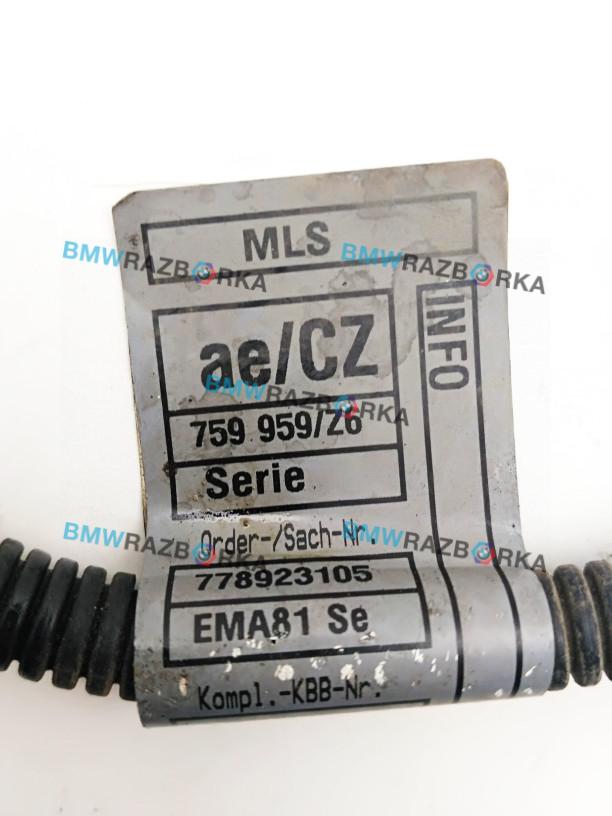 MLS
BMWRAZBORKA
BMWRAZBORKA
INFO
ae/CZ
BMWRAZBORKA
759 959/Z6
Serie
Order-/Sach-Nr.
BMWRAZBORKA
BMWRAZBORKA
778923105
EMA81 Se
Kompl.-KBB-Nr.